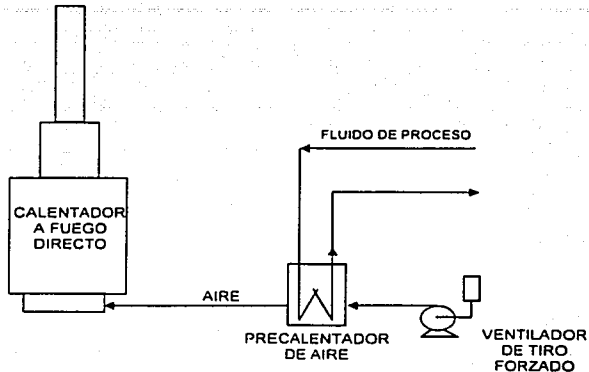 FLUIDO DE PROCESO
CALENTADOR
A FUEGO
DIRECTO
AIRE
PRECALENTADOR
DE AIRE
VENTILADOR
DE TIRO
FORZADO